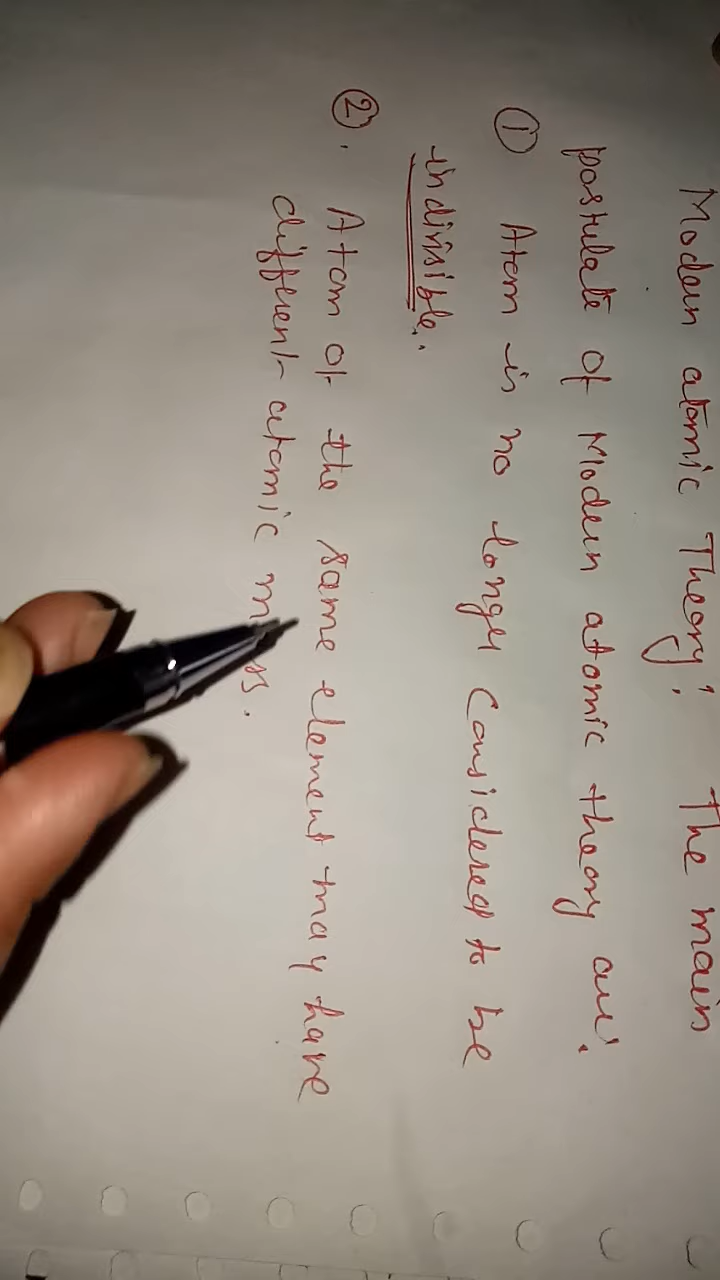 Modern atomic Theory: The main
postulate of Modern atomic theory are:
① Atom is no longer Considered to be
indivisible.
②. Atom of the same element may have
different atomic mass.